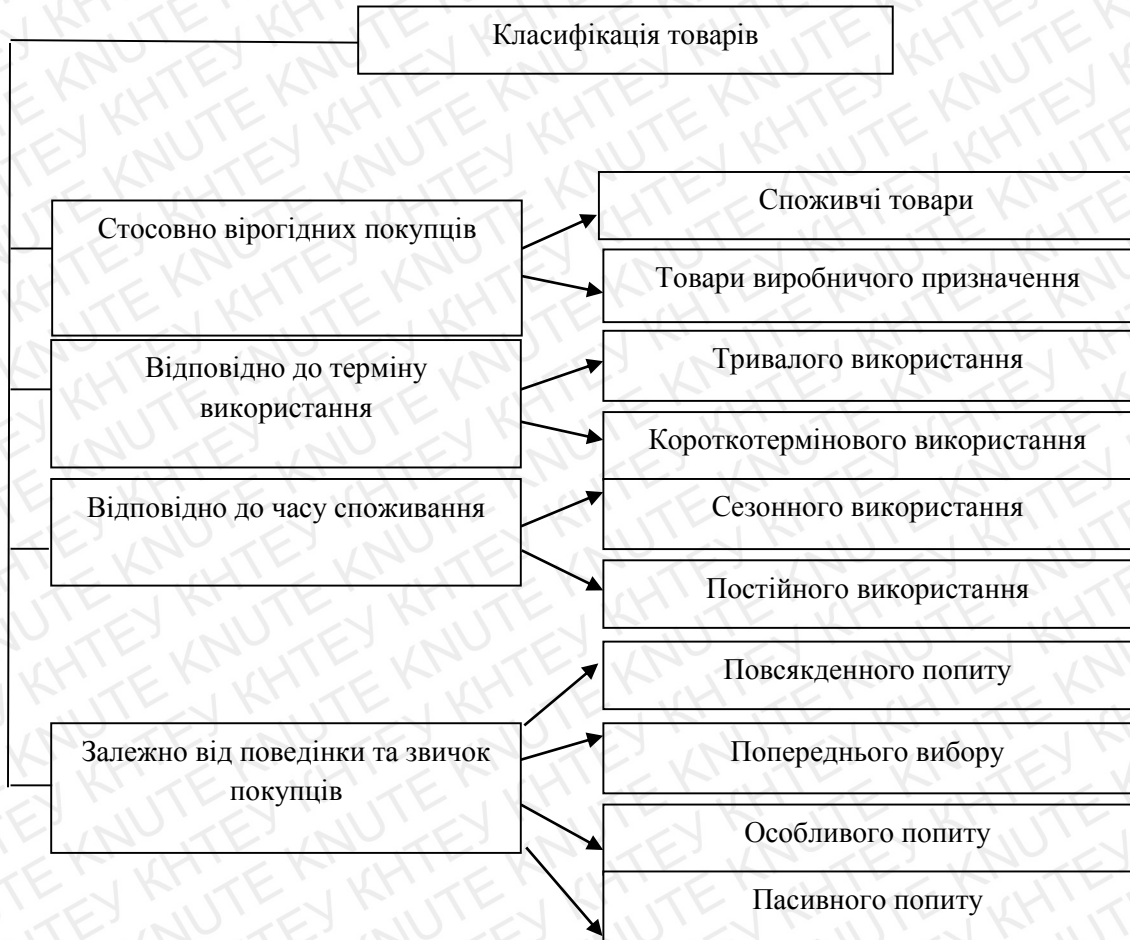 Класифікація товарів
Стосовно вірогідних покупців
Споживчі товари
Товари виробничого призначення
Відповідно до терміну
використання
Тривалого використання
Короткотермінового використання
Відповідно до часу споживання
Сезонного використання
Постійного використання
Залежно від поведінки та звичок
покупців
Повсякденного попиту
Попереднього вибору
Особливого попиту
Пасивного попиту